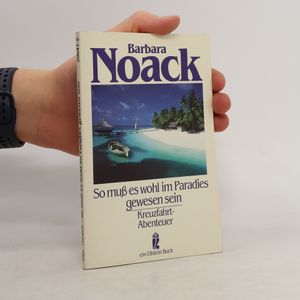 Barbara
Noack
So muß es wohl im Paradies
gewesen sein
Kreuzfahrt-
Abenteuer
ein Ullstein Buch